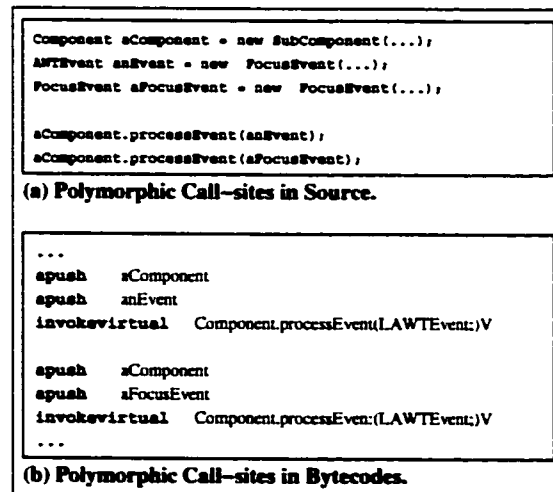 Component aComponent = new SubComponent(...);
AWTEvent anEvent = new FocusEvent(...);
FocusEvent aFocusEvent = new FocusEvent(...);
aComponent.processEvent(anEvent);
aComponent.processEvent(aFocusEvent);
(a) Polymorphic Call-sites in Source.
...
apush aComponent
apush anEvent
invokevirtual Component.processEvent(LAWTEvent;)V
apush aComponent
apush aFocusEvent
invokevirtual Component.processEven:(LAWTEvent;)V
...
(b) Polymorphic Call-sites in Bytecodes.